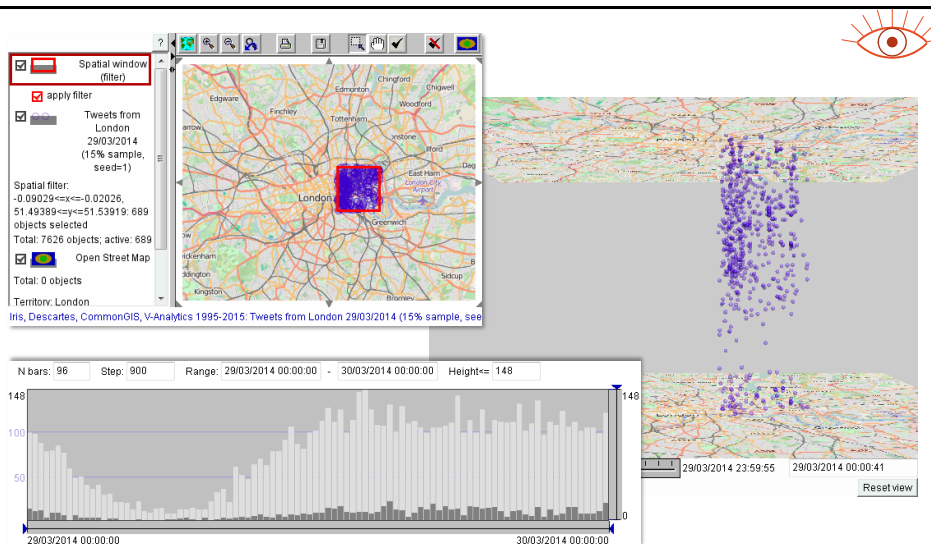 ?
Spatial window
(filter)
apply filter
Tweets from
London
29/03/2014
(15% sample,
seed=1)
Spatial filter:
-0.09029<=x<=-0.02026,
51.49389<=y<=51.53919: 689
objects selected
Total: 7626 objects; active: 689
Open Street Map
Total: 0 objects
Territory: London
Chingford
Edgware
Edmonton
Chigwell
Finchley
Woodford
Tottenham
Ilford
East Ham
London City
Airport
London
Greenwich
Sidcup
Kingston
Bromley
Iris, Descartes, CommonGIS, V-Analytics 1995-2015: Tweets from London 29/03/2014 (15% sample, see
N bars: 96 Step: 900 Range: 29/03/2014 00:00:00 - 30/03/2014 00:00:00 Height<= 148
148 148
100
50
0
29/03/2014 00:00:00 30/03/2014 00:00:00
29/03/2014 23:59:55 29/03/2014 00:00:41
Reset view